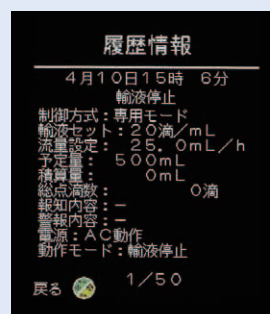 履歴情報
4月10日15時 6分
輸液停止
制御方式：専用モード
輸液セット：20滴／mL
流量設定： 25．0mL／h
予定量： 500mL
積算量： 0mL
総点滴数： 0滴
報知内容：－
警報内容：－
電源：AC動作
動作モード：輸液停止
戻る 1／50